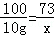 100/10g = 73/x